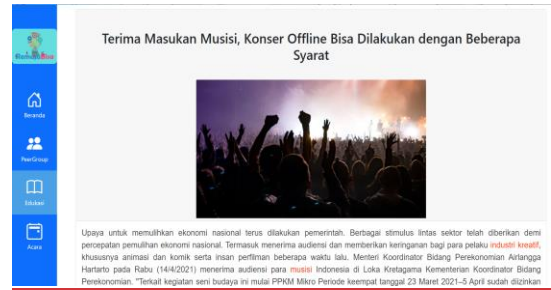 Terima Masukan Musisi, Konser Offline Bisa Dilakukan dengan Beberapa
Syarat
Beranda
PeerGroup
Edukasi
Acara
Upaya untuk memulihkan ekonomi nasional terus dilakukan pemerintah. Berbagai stimulus lintas sektor telah diberikan demi
percepatan pemulihan ekonomi nasional. Termasuk menerima audiensi dan memberikan keringanan bagi para pelaku industri kreatif,
khususnya animasi dan komik serta insan perfilman beberapa waktu lalu. Menteri Koordinator Bidang Perekonomian Airlangga
Hartarto pada Rabu (14/4/2021) menerima audiensi para musisi Indonesia di Loka Kretagama Kementerian Koordinator Bidang
Perekonomian. "Terkait kegiatan seni budaya ini mulai PPKM Mikro Periode keempat tanggal 23 Maret 2021–5 April sudah diizinkan